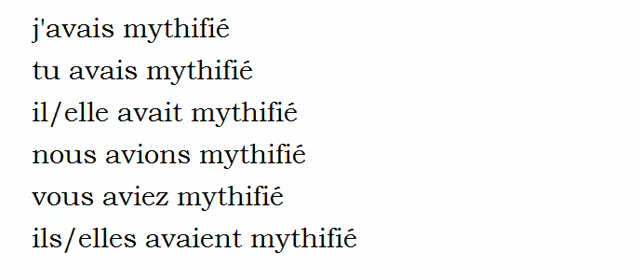 j'avais mythifié
tu avais mythifié
il/elle avait mythifié
nous avions mythifié
vous aviez mythifié
ils/elles avaient mythifié